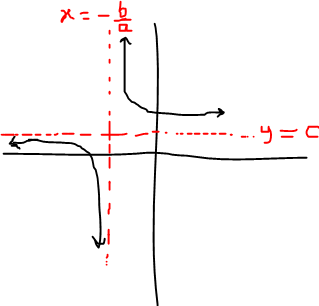 x = -b/a
y = c